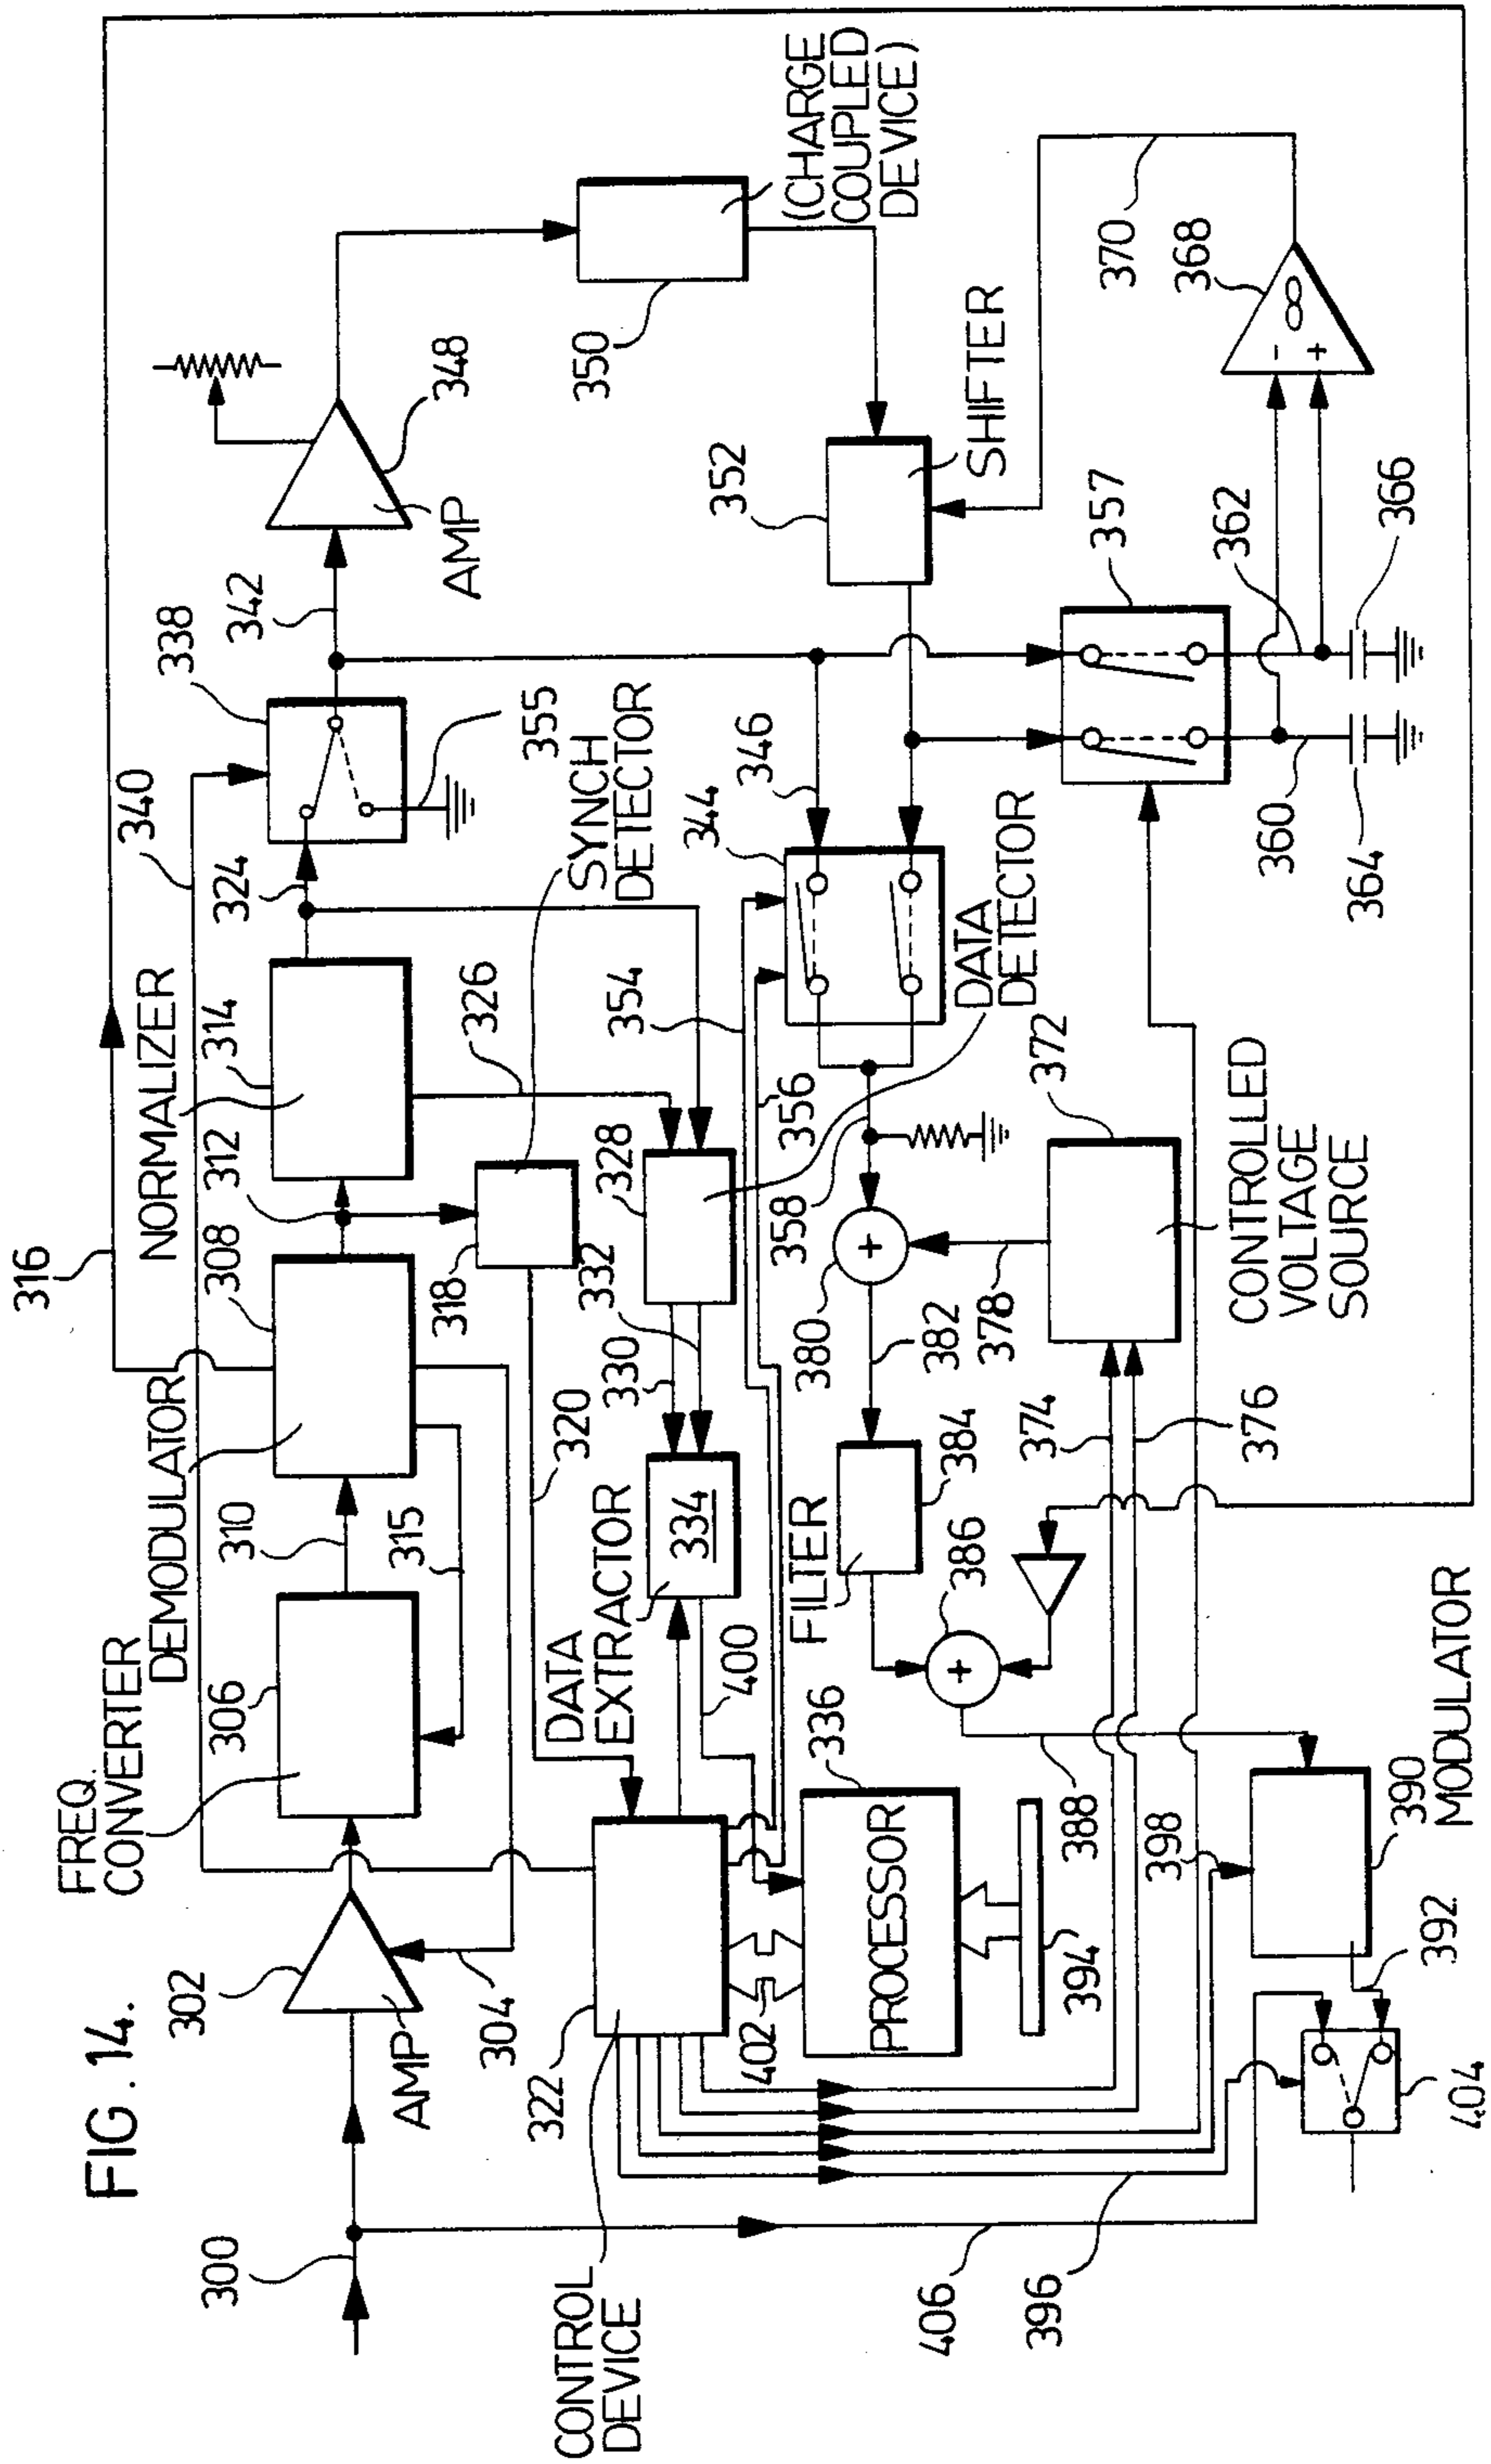 FIG. 14.
316
340
NORMALIZER
312
314
324
338
342
348
AMP
FREQ.
CONVERTER
DEMODULATOR
306
308
310
315
302
AMP
300
304
318
326
SYNCH
DETECTOR
355
350
(CHARGE
COUPLED
DEVICE)
320
322
CONTROL
DEVICE
DATA
EXTRACTOR
334
330
332
328
354
356
344
346
352
SHIFTER
370
368
∞
-
+
400
402
336
PROCESSOR
394
FILTER
384
380
+
358
382
378
DATA
DETECTOR
372
CONTROLLED
VOLTAGE
SOURCE
357
362
366
360
364
386
+
374
376
388
398
390
MODULATOR
392
404
406
396